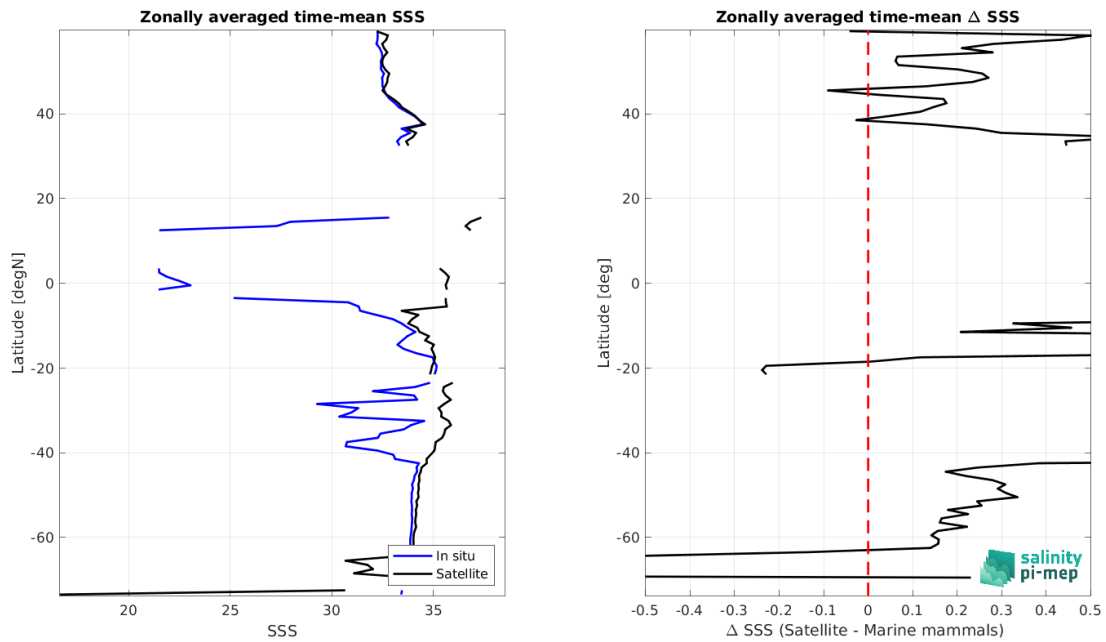 Zonally averaged time-mean SSS
Latitude [degN]
40
20
0
-20
-40
-60
20
25
30
35
SSS
In situ
Satellite
Zonally averaged time-mean Δ SSS
Latitude [deg]
40
20
0
-20
-40
-60
-0.5
-0.4
-0.3
-0.2
-0.1
0
0.1
0.2
0.3
0.4
0.5
Δ SSS (Satellite - Marine mammals)
salinity
pi-mep